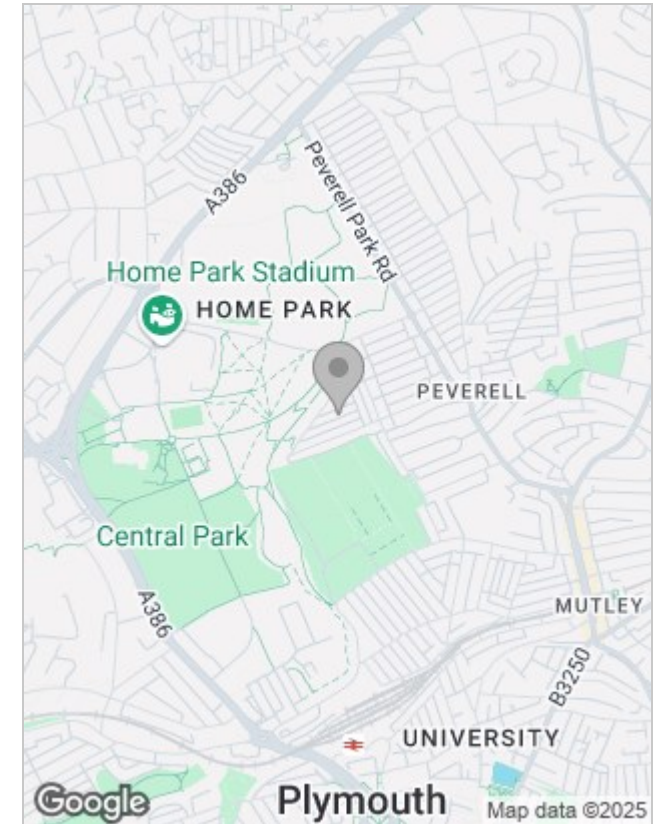 A386
Peverell Park Rd
Home Park Stadium
HOME PARK
PEVERELL
Central Park
A386
MUTLEY
B3250
UNIVERSITY
Plymouth
Google
Map data ©2025